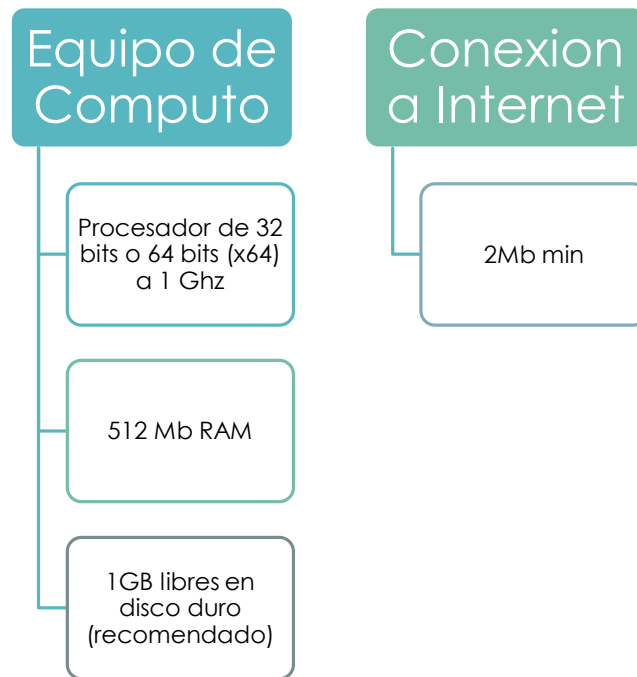 Equipo de
Computo
Procesador de 32
bits o 64 bits (x64)
a 1 Ghz
512 Mb RAM
1GB libres en
disco duro
(recomendado)
Conexion
a Internet
2Mb min